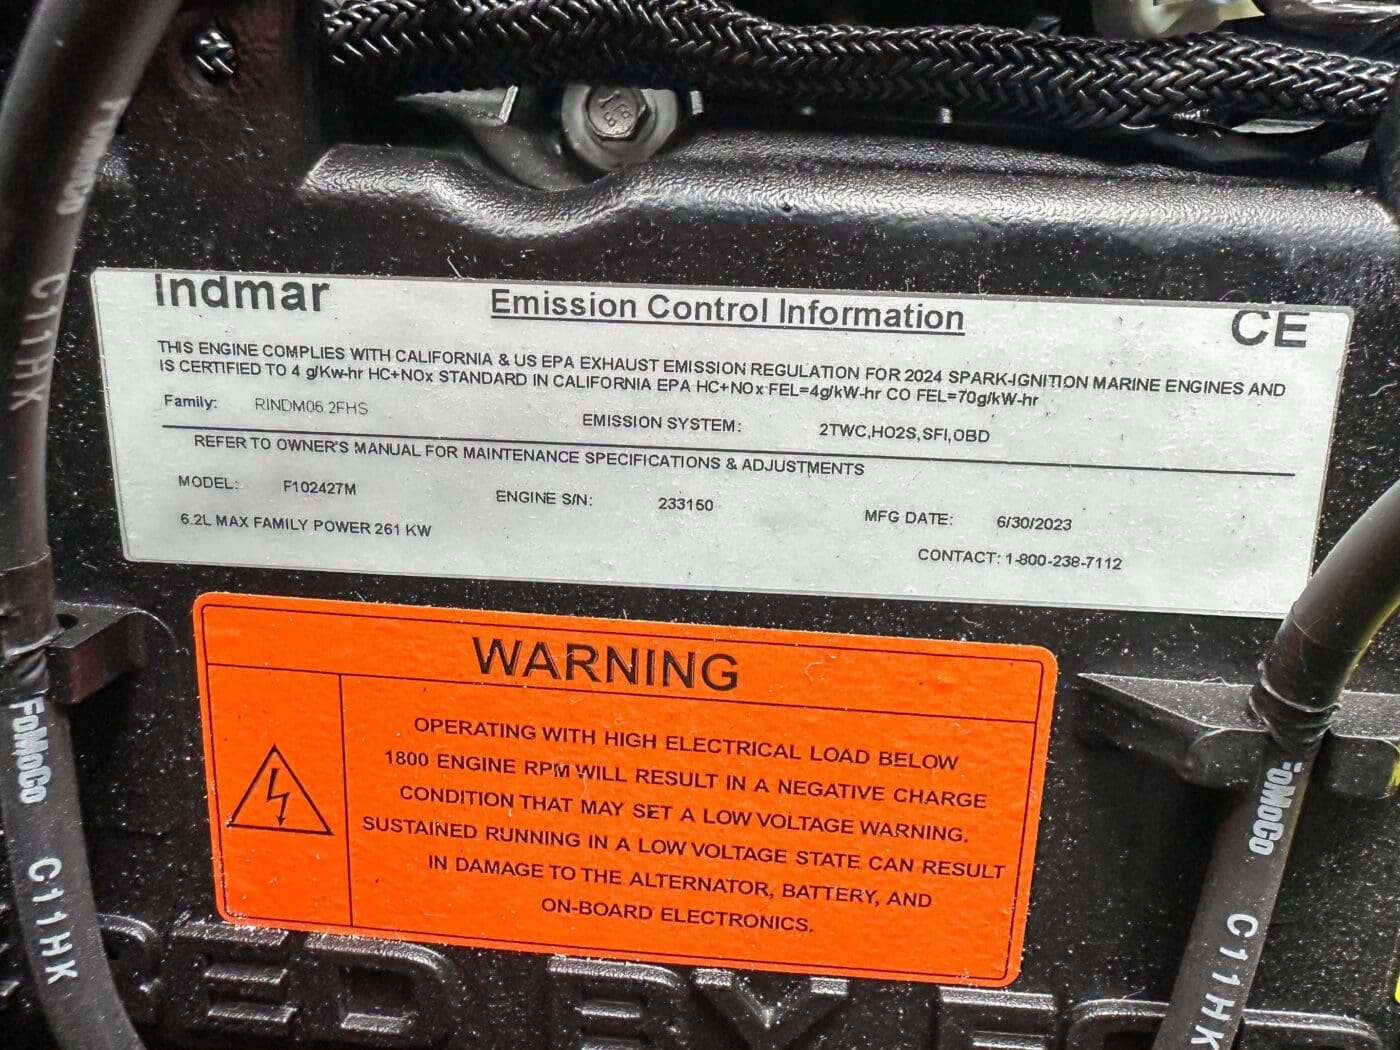 8.8
Indmar
Emission Control Information
CE
THIS ENGINE COMPLIES WITH CALIFORNIA & US EPA EXHAUST EMISSION REGULATION FOR 2024 SPARK-IGNITION MARINE ENGINES AND
IS CERTIFIED TO 4 g/Kw-hr HC+NOx STANDARD IN CALIFORNIA EPA HC+NOx FEL=4g/kW-hr CO FEL=70g/kW-hr
Family: RINDM06.2FHS
EMISSION SYSTEM: 2TWC,HO2S,SFI,OBD
REFER TO OWNER'S MANUAL FOR MAINTENANCE SPECIFICATIONS & ADJUSTMENTS
MODEL: F102427M ENGINE S/N: 233150 MFG DATE: 6/30/2023
6.2L MAX FAMILY POWER 261 KW
CONTACT: 1-800-238-7112
WARNING
OPERATING WITH HIGH ELECTRICAL LOAD BELOW
1800 ENGINE RPM WILL RESULT IN A NEGATIVE CHARGE
CONDITION THAT MAY SET A LOW VOLTAGE WARNING.
SUSTAINED RUNNING IN A LOW VOLTAGE STATE CAN RESULT
IN DAMAGE TO THE ALTERNATOR, BATTERY, AND
ON-BOARD ELECTRONICS.
FoMoCo
C11HK
FoMoCo
C11HK
FoMoCo
C11HK
RED BY FO